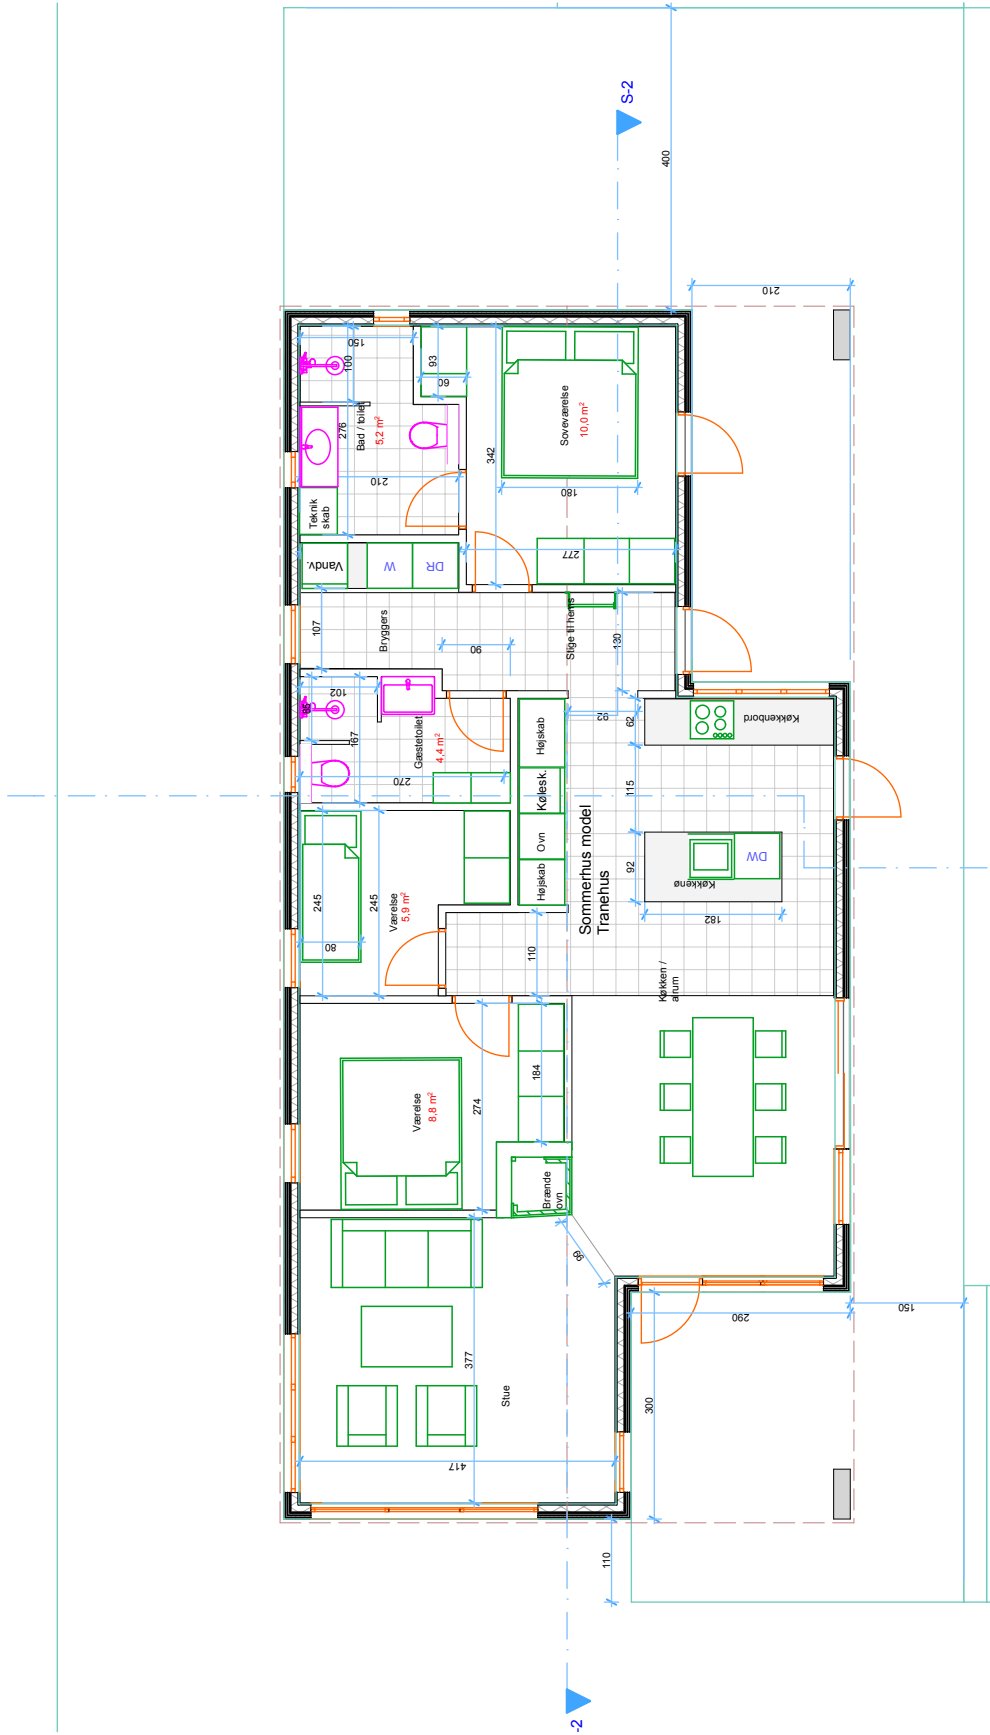 S-2
400
210
150
100
93
60
Bad / toilet
5,2 m²
276
210
Teknik
skab
Soveværelse
10,0 m²
342
180
277
Vandv.
W
DR
107
Bryggers
90
Stige til hems
130
102
167
Gæstetoilet
4,4 m²
270
93
62
Højskab
Kølesk.
Ovn
Højskab
Køkkenbord
115
92
DW
Køkkenø
182
Sommerhus model
Tranehus
245
245
80
Værelse
5,9 m²
110
Køkken /
alrum
184
274
Værelse
8,8 m²
Brænde
ovn
377
Stue
417
290
150
300
110
-2